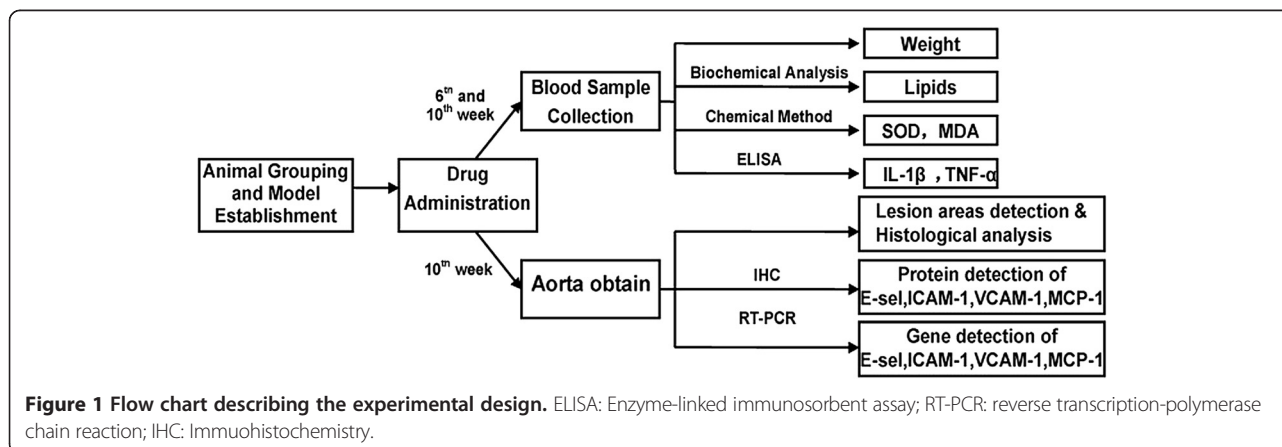 Animal Grouping
and Model
Establishment
Drug
Administration
6th and
10th week
10th week
Blood Sample
Collection
Aorta obtain
Weight
Biochemical Analysis
Lipids
Chemical Method
SOD, MDA
ELISA
IL-1β , TNF-α
Lesion areas detection &
Histological analysis
IHC
Protein detection of
E-sel,ICAM-1,VCAM-1,MCP-1
RT-PCR
Gene detection of
E-sel,ICAM-1,VCAM-1,MCP-1
Figure 1 Flow chart describing the experimental design. ELISA: Enzyme-linked immunosorbent assay; RT-PCR: reverse transcription-polymerase
chain reaction; IHC: Immuohistochemistry.